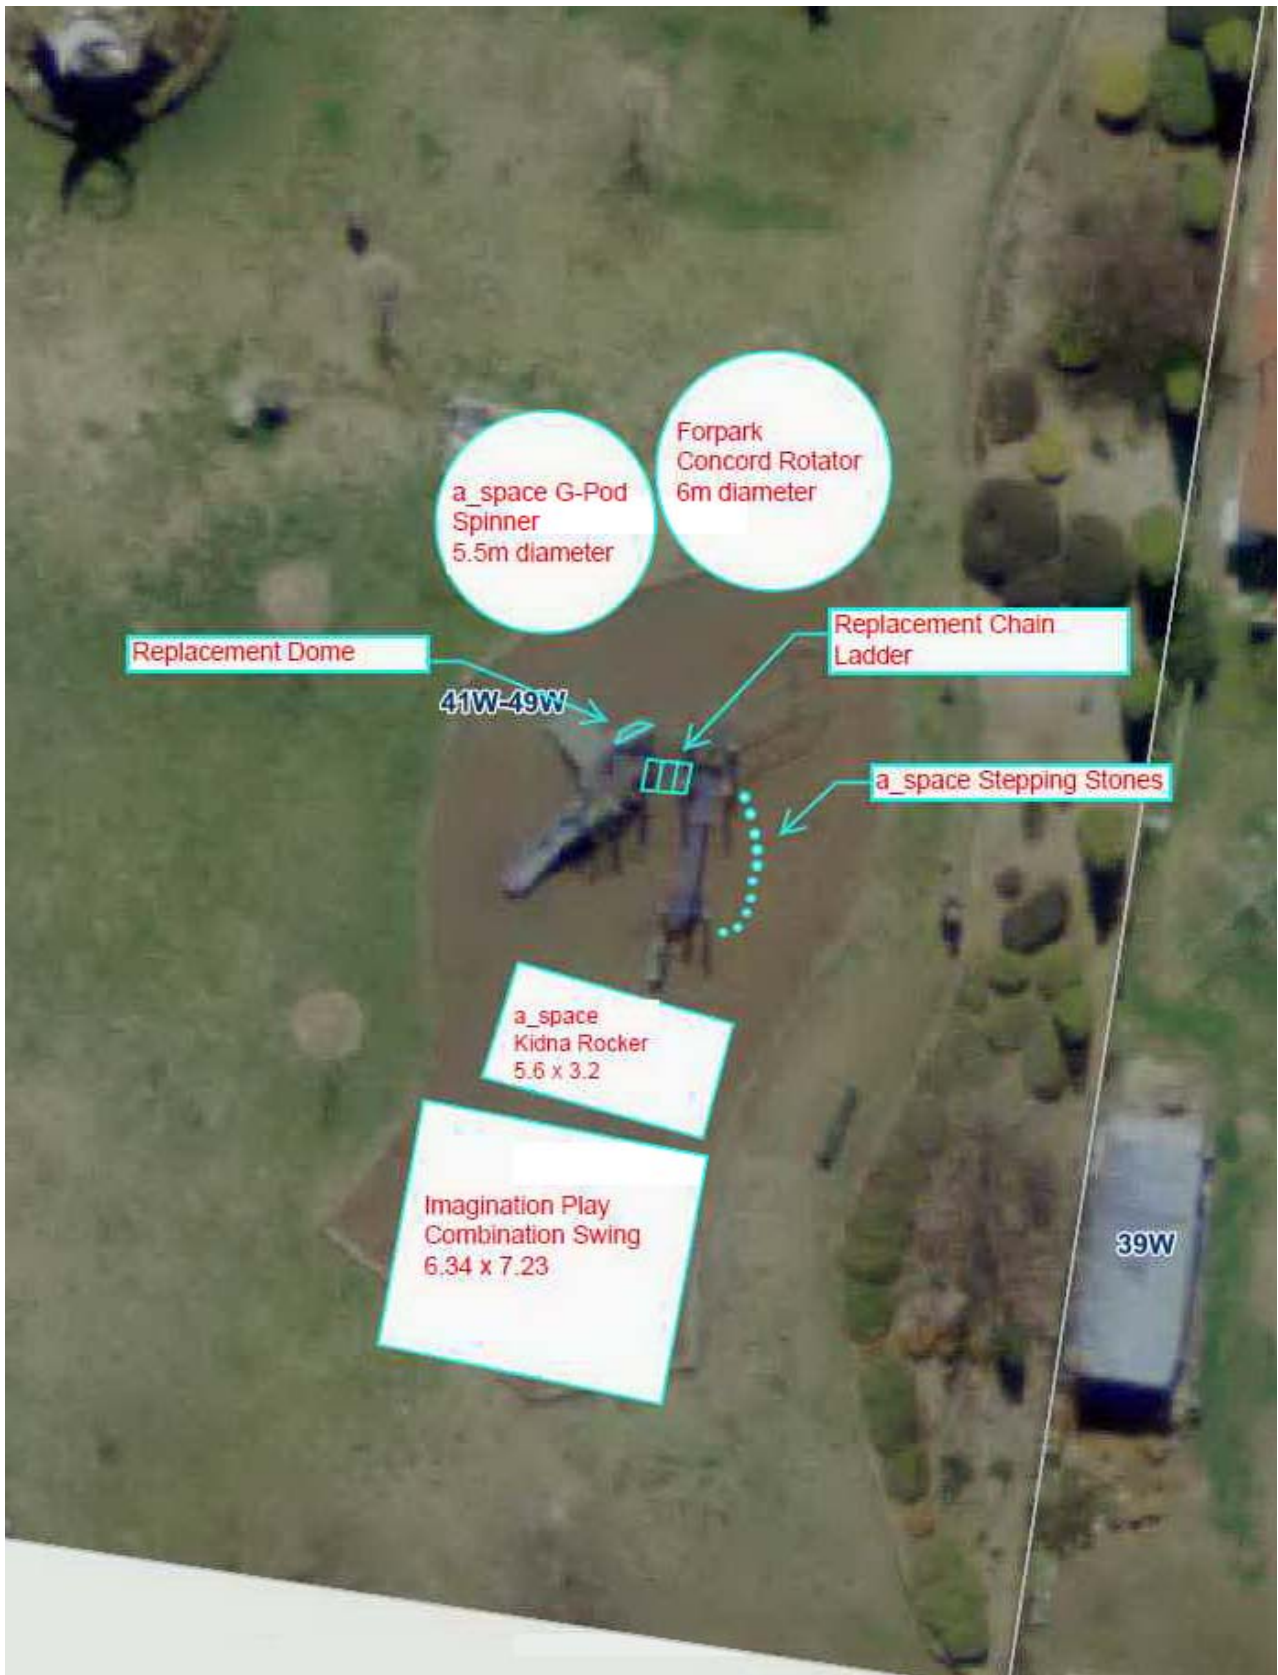 Forpark
Concord Rotator
6m diameter
a_space G-Pod
Spinner
5.5m diameter
Replacement Chain
Ladder
Replacement Dome
41W-49W
a_space Stepping Stones
a_space
Kidna Rocker
5.6 x 3.2
Imagination Play
Combination Swing
6.34 x 7.23
39W